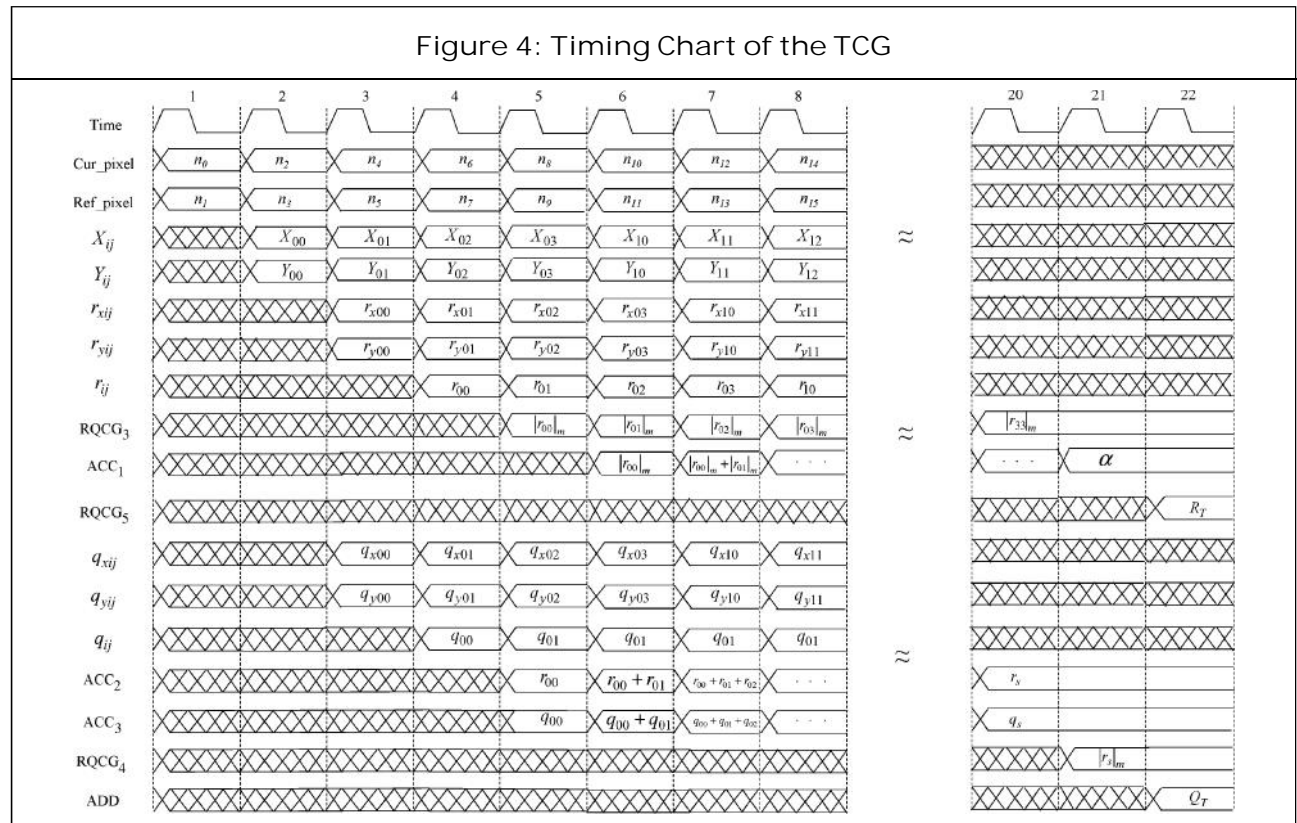 Figure 4: Timing Chart of the TCG
1 2 3 4 5 6 7 8 20 21 22
Time
Cur_pixel n0 n2 n4 n6 n8 n10 n12 n14
Ref_pixel n1 n3 n5 n7 n9 n11 n13 n15
Xij X00 X01 X02 X03 X10 X11 X12 ≈
Yij Y00 Y01 Y02 Y03 Y10 Y11 Y12
rxij rx00 rx01 rx02 rx03 rx10 rx11
ryij ry00 ry01 ry02 ry03 ry10 ry11
rij r00 r01 r02 r03 r10
RQCG3 |r00|m |r01|m |r02|m |r03|m ≈ |r33|m
ACC1 |r00|m |r00|m + |r01|m · · · · · · α
RQCG5 RT
qxij qx00 qx01 qx02 qx03 qx10 qx11
qyij qy00 qy01 qy02 qy03 qy10 qy11
qij q00 q01 q01 q01 q01
≈
ACC2 r00 r00 + r01 r00 + r01 + r02 · · · rs
ACC3 q00 q00 + q01 q00 + q01 + q02 · · · qs
RQCG4 |rs|m
ADD QT